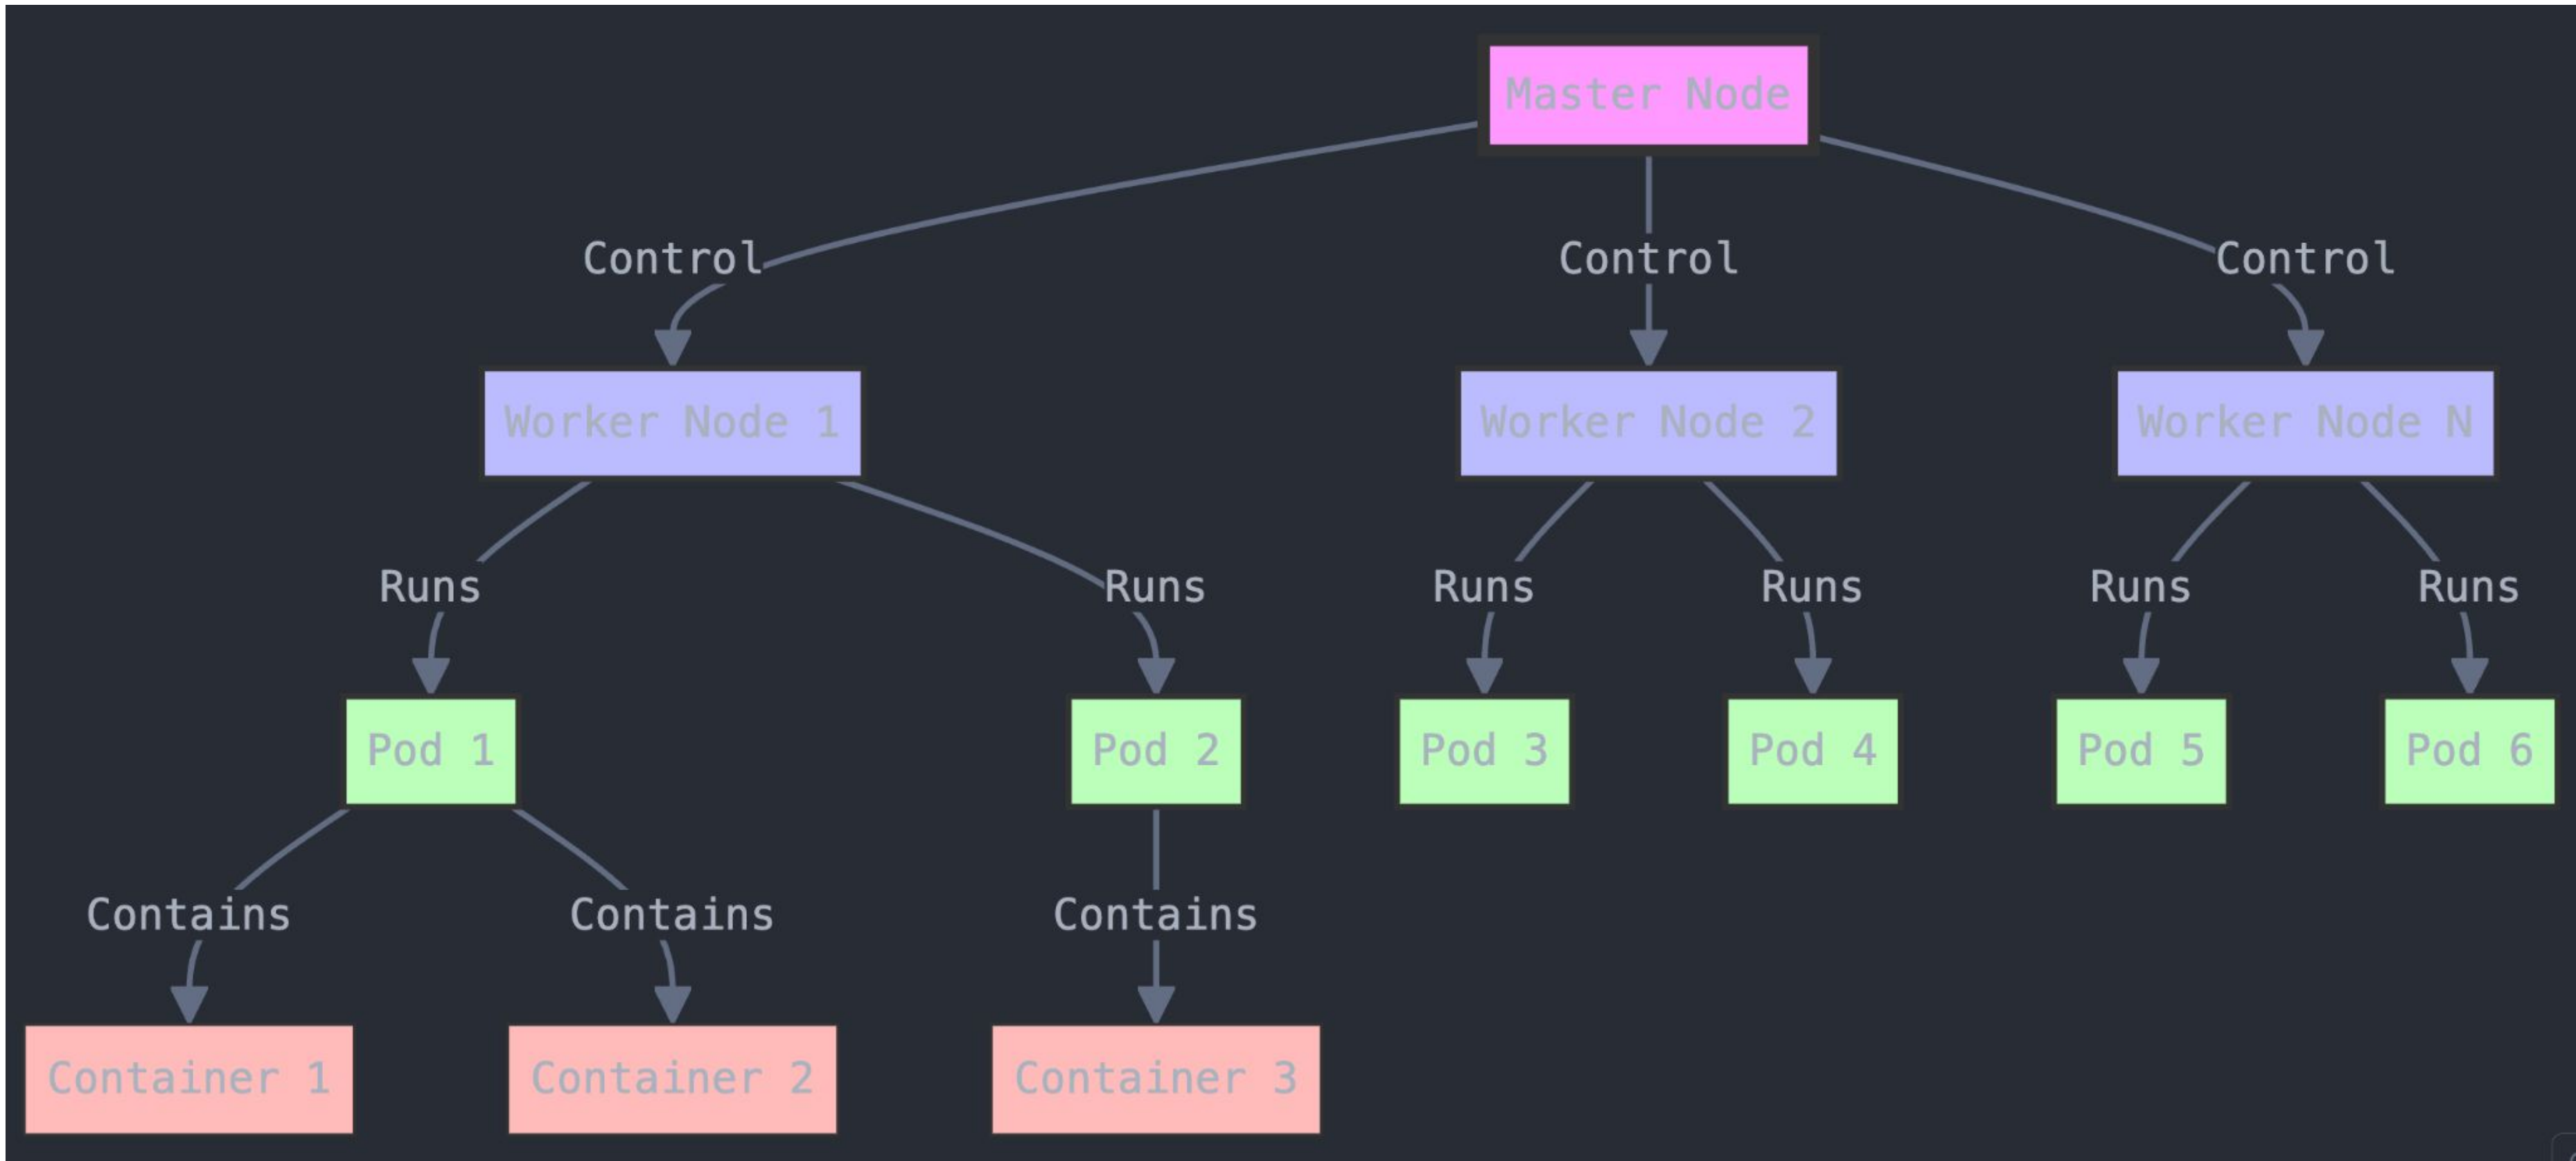 Master Node
Control
Control
Control
Worker Node 1
Worker Node 2
Worker Node N
Runs
Runs
Runs
Runs
Runs
Runs
Pod 1
Pod 2
Pod 3
Pod 4
Pod 5
Pod 6
Contains
Contains
Contains
Container 1
Container 2
Container 3